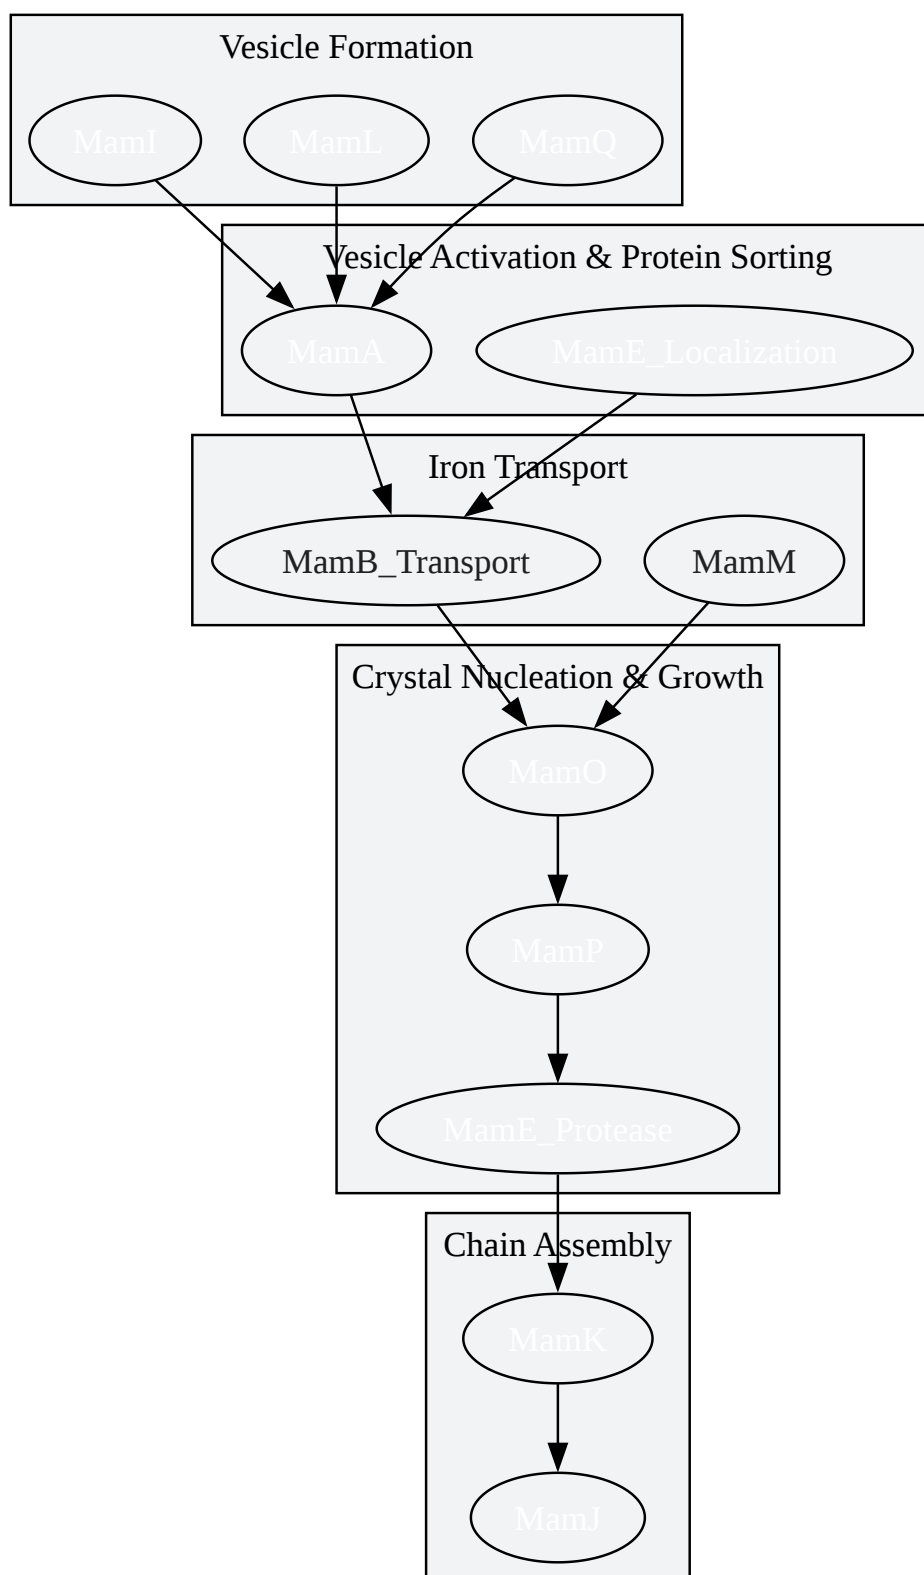 Vesicle Formation
MamI
MamL
MamQ
Vesicle Activation & Protein Sorting
MamA
MamE_Localization
Iron Transport
MamB_Transport
MamM
Crystal Nucleation & Growth
MamO
MamP
MamE_Protease
Chain Assembly
MamK
MamJ